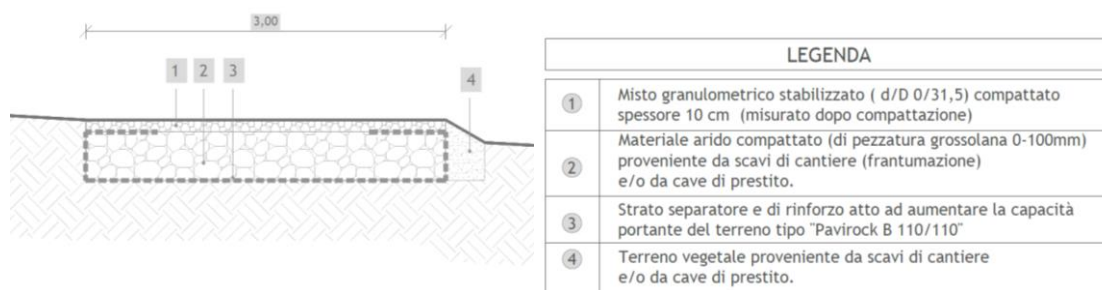 3,00
1 2 3
4
LEGENDA
1 Misto granulometrico stabilizzato ( d/D 0/31,5) compattato
spessore 10 cm (misurato dopo compattazione)
2 Materiale arido compattato (di pezzatura grossolana 0-100mm)
proveniente da scavi di cantiere (frantumazione)
e/o da cave di prestito.
3 Strato separatore e di rinforzo atto ad aumentare la capacità
portante del terreno tipo "Pavirock B 110/110"
4 Terreno vegetale proveniente da scavi di cantiere
e/o da cave di prestito.